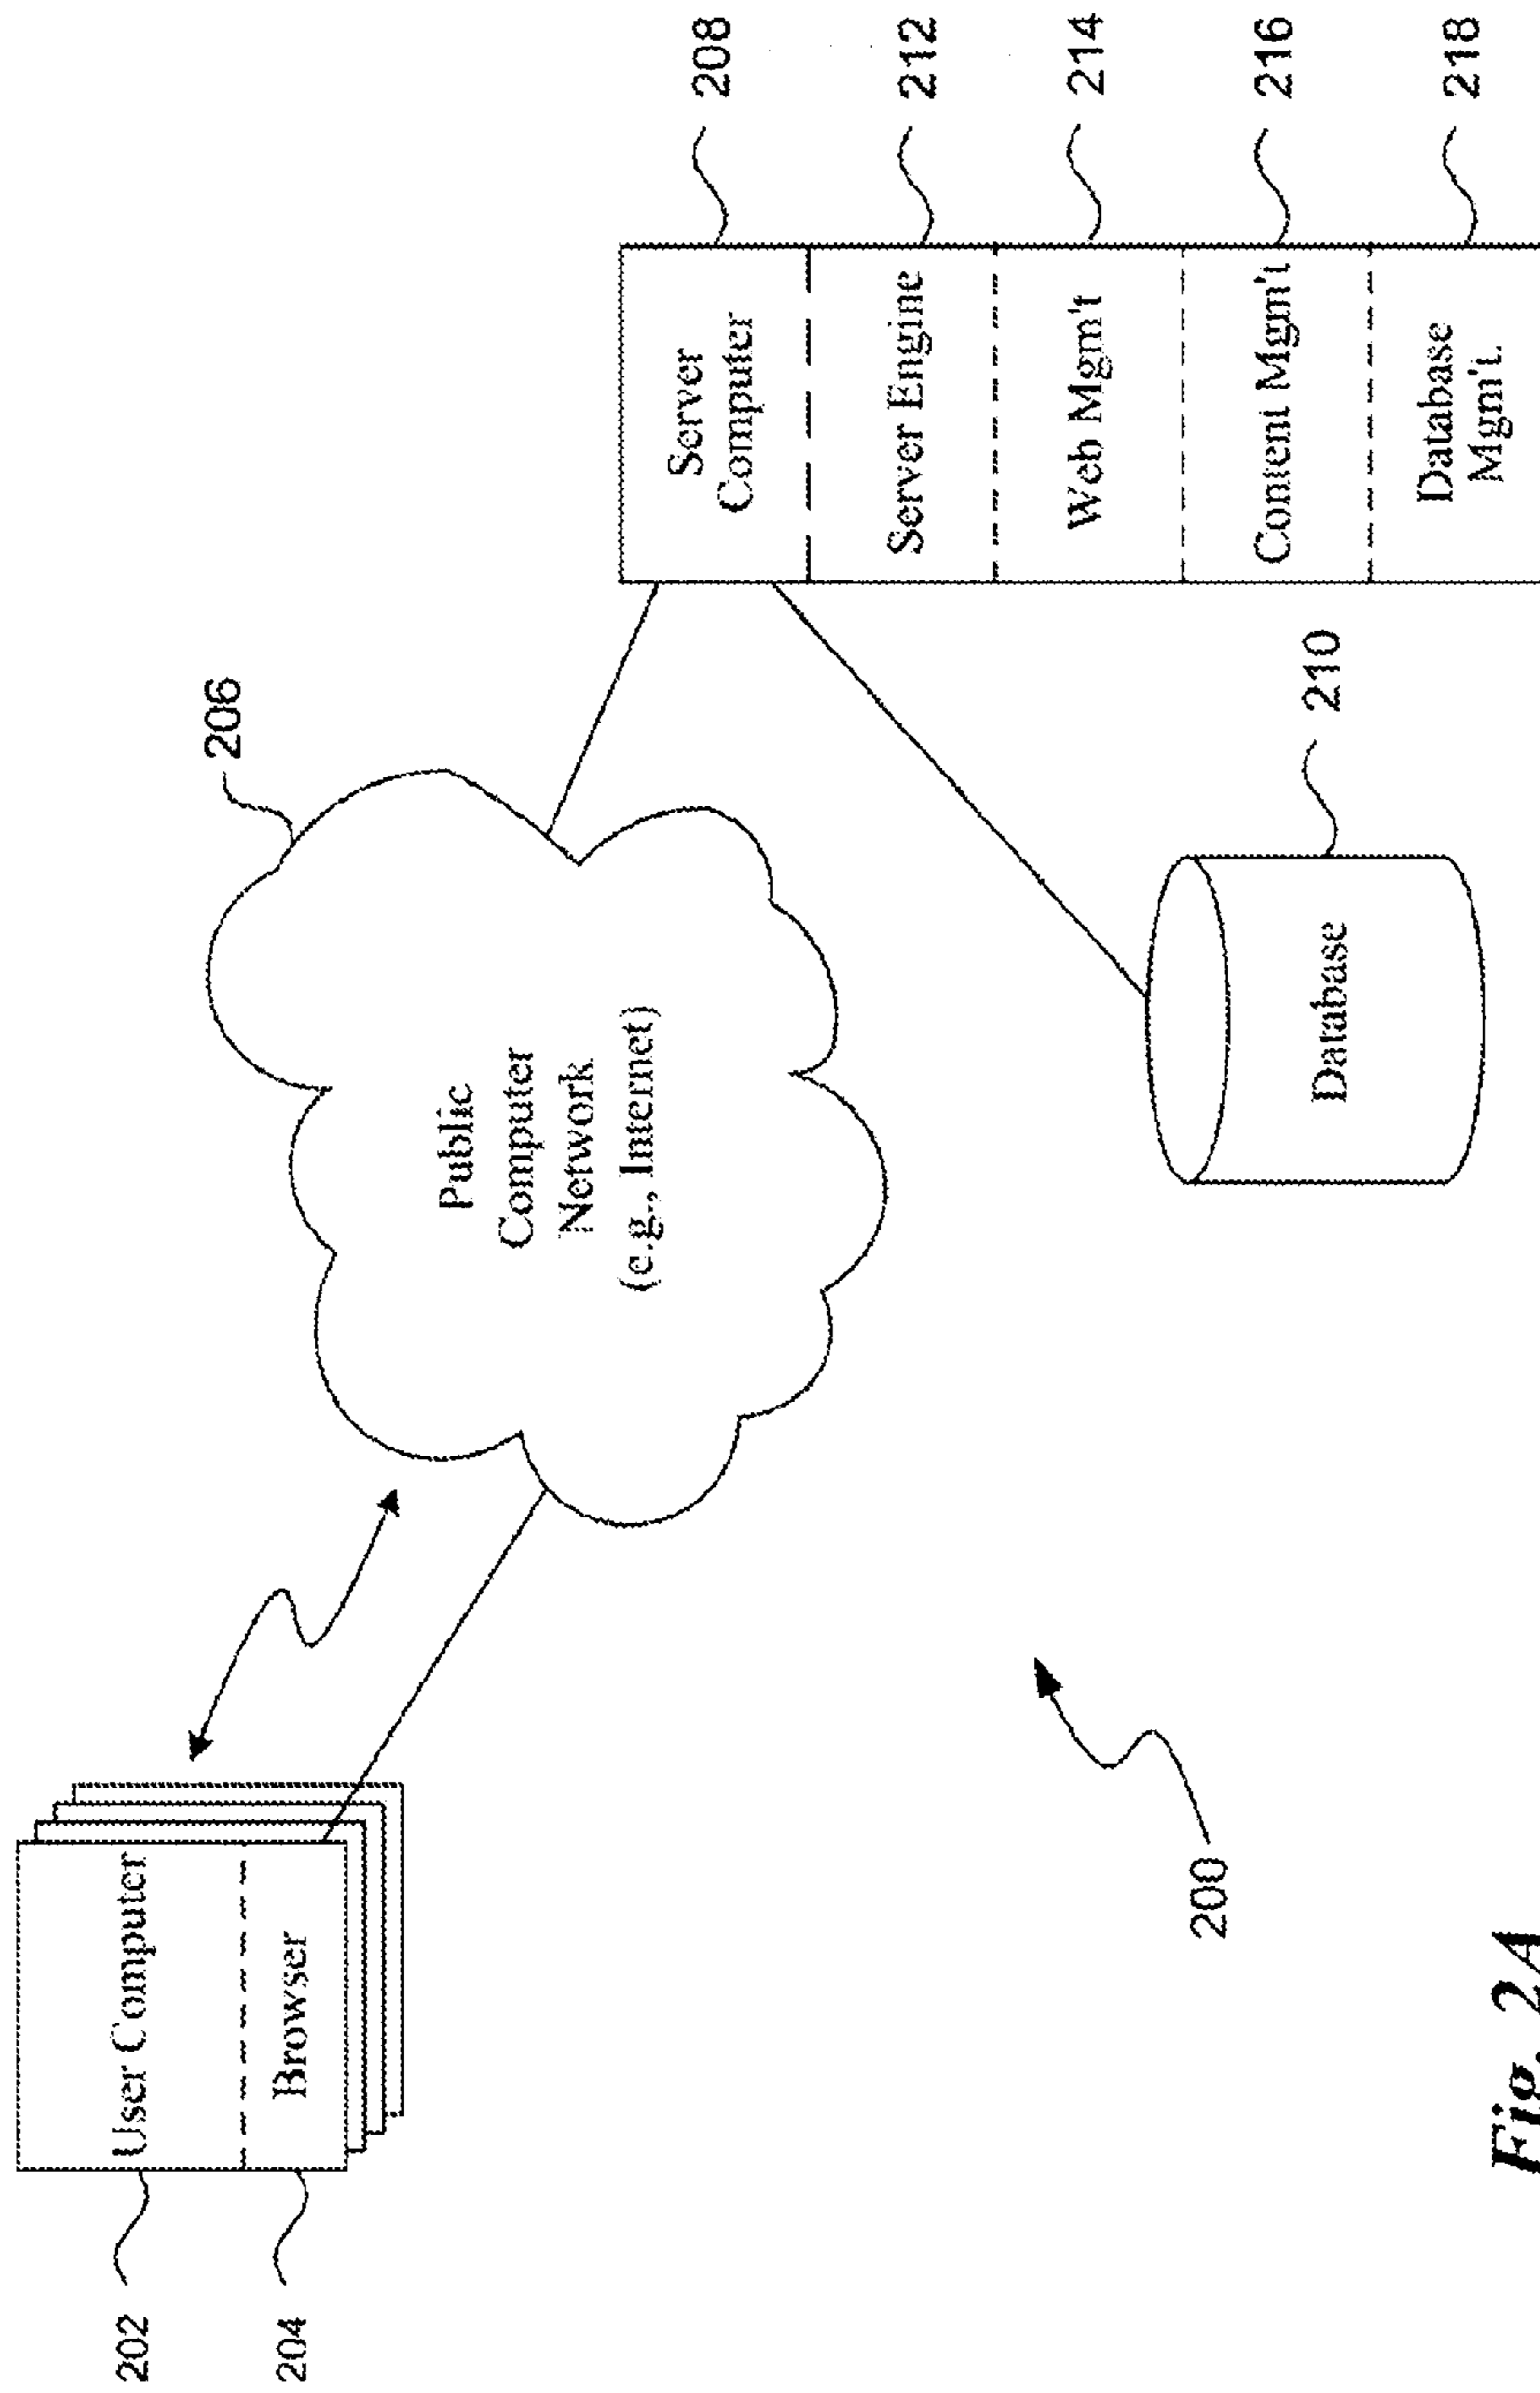 202
User Computer
204
Browser
206
Public
Computer
Network
(e.g., Internet)
Server
Computer
208
Server Engine
212
Web Mgm't
214
Content Mgm't
216
Database
Mgm't.
218
Database
210
200
Fig. 2A